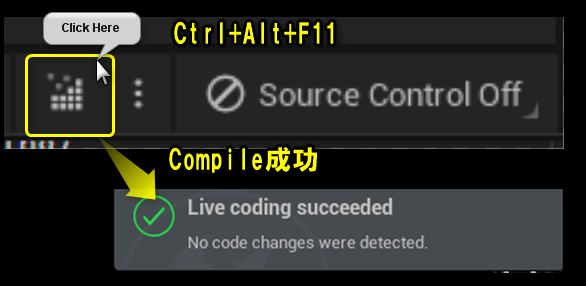 Click Here
Ctrl+Alt+F11
Source Control Off
Compile成功
Live coding succeeded
No code changes were detected.